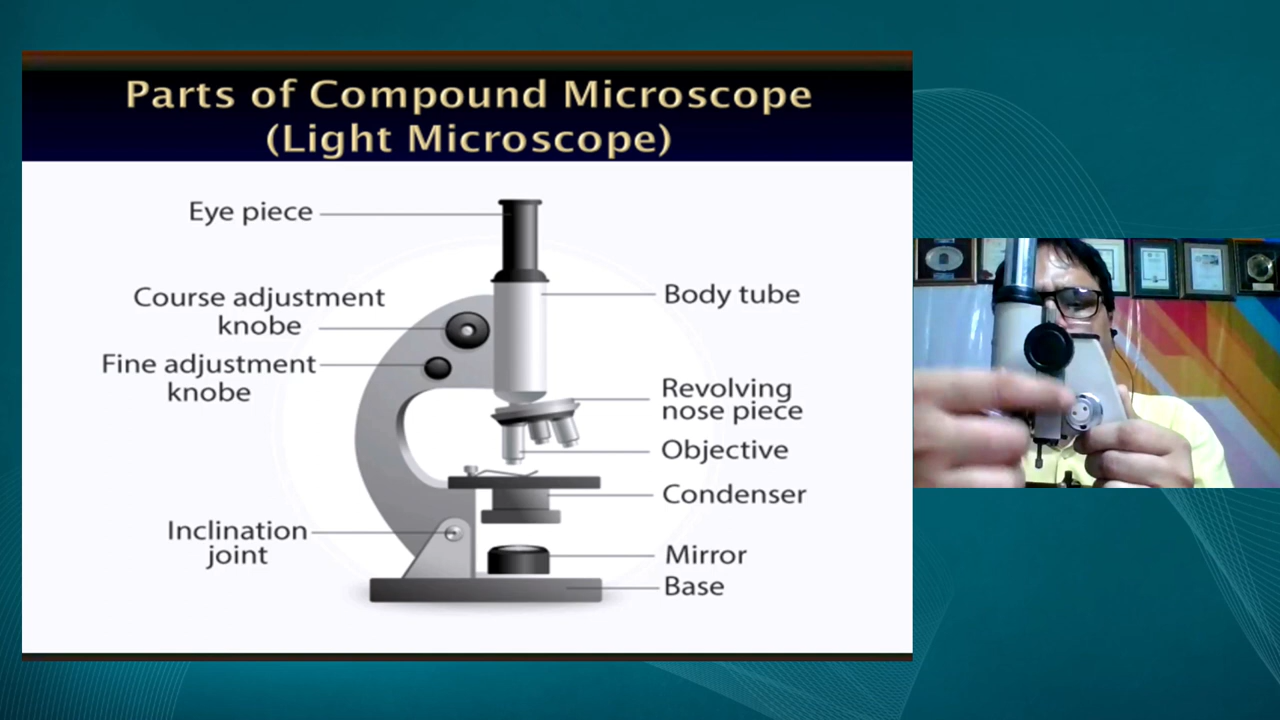 Parts of Compound Microscope
(Light Microscope)
Eye piece
Course adjustment
knobe
Fine adjustment
knobe
Inclination
joint
Body tube
Revolving
nose piece
Objective
Condenser
Mirror
Base